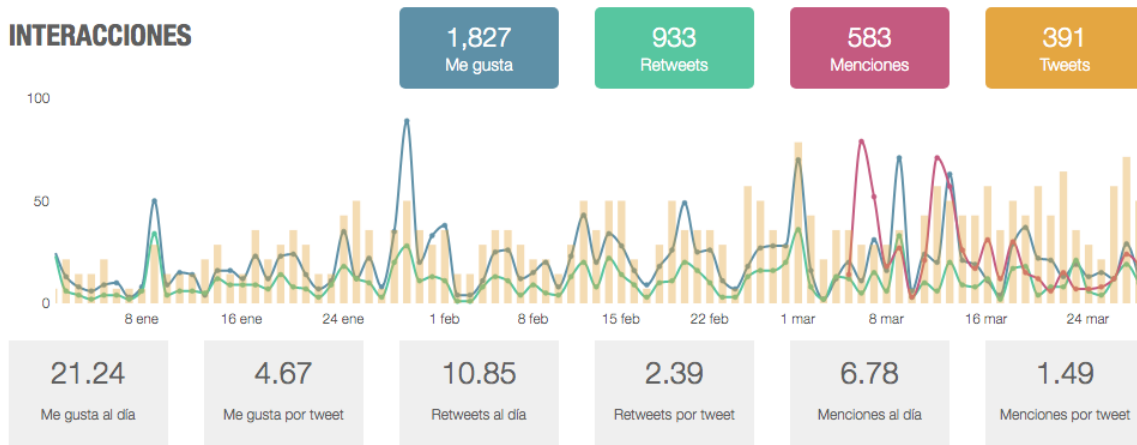 INTERACCIONES
1,827
Me gusta
933
Retweets
583
Menciones
391
Tweets
100
50
0
8 ene
16 ene
24 ene
1 feb
8 feb
15 feb
22 feb
1 mar
8 mar
16 mar
24 mar
21.24
Me gusta al día
4.67
Me gusta por tweet
10.85
Retweets al día
2.39
Retweets por tweet
6.78
Menciones al día
1.49
Menciones por tweet